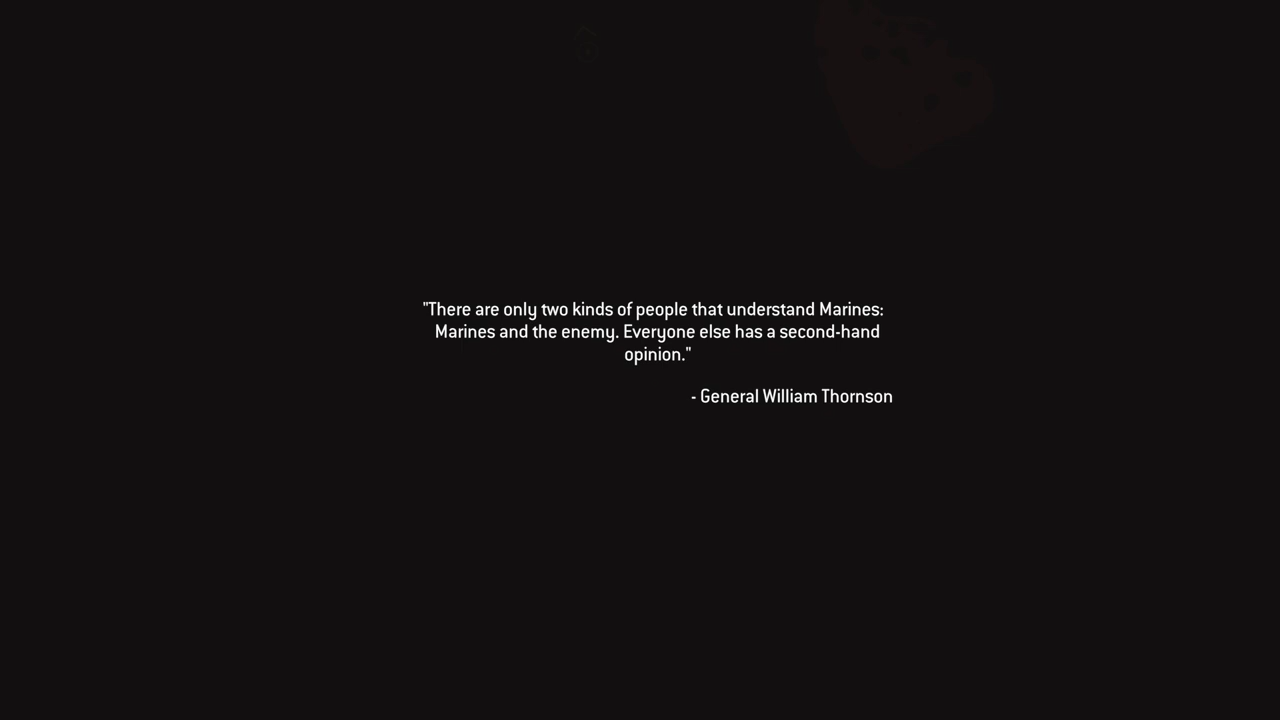 "There are only two kinds of people that understand Marines:
Marines and the enemy. Everyone else has a second-hand
opinion."
- General William Thornson